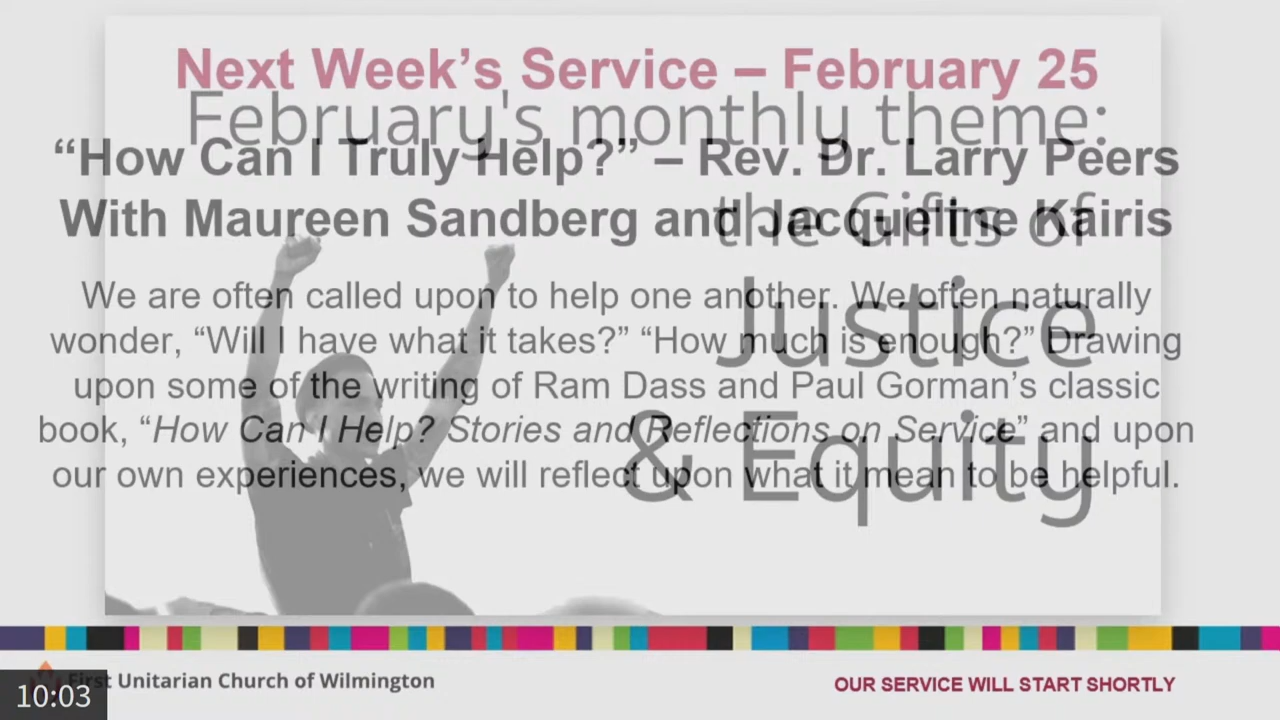 Next Week’s Service – February 25
February's monthly theme:
“How Can I Truly Help?” – Rev. Dr. Larry Peers
With Maureen Sandberg and Jacqueline Kairis
the Gifts of
Justice
& Equity
We are often called upon to help one another. We often naturally
wonder, “Will I have what it takes?” “How much is enough?” Drawing
upon some of the writing of Ram Dass and Paul Gorman’s classic
book, “How Can I Help? Stories and Reflections on Service” and upon
our own experiences, we will reflect upon what it mean to be helpful.
First Unitarian Church of Wilmington
OUR SERVICE WILL START SHORTLY
10:03